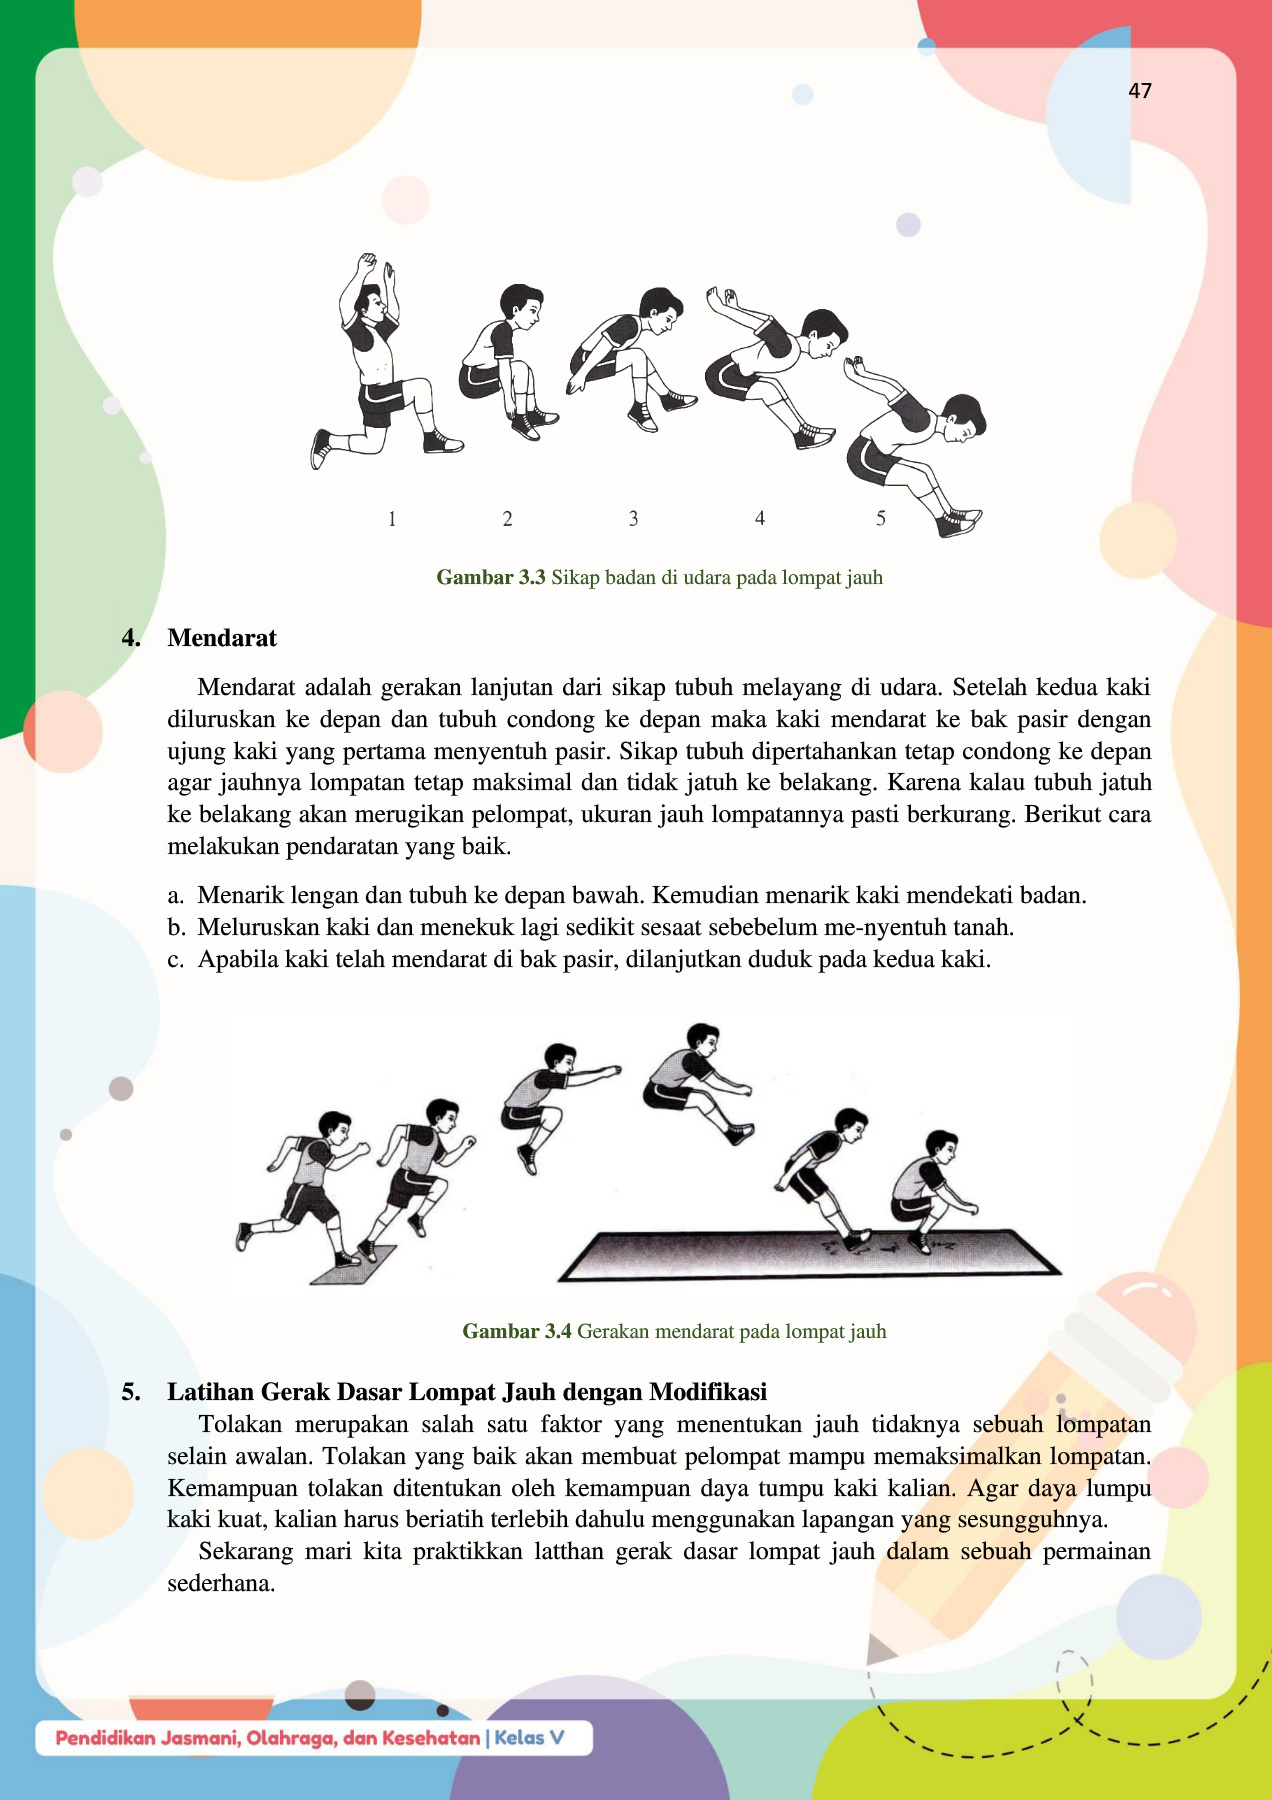 47
1 2 3 4 5
Gambar 3.3 Sikap badan di udara pada lompat jauh
4. Mendarat
Mendarat adalah gerakan lanjutan dari sikap tubuh melayang di udara. Setelah kedua kaki
diluruskan ke depan dan tubuh condong ke depan maka kaki mendarat ke bak pasir dengan
ujung kaki yang pertama menyentuh pasir. Sikap tubuh dipertahankan tetap condong ke depan
agar jauhnya lompatan tetap maksimal dan tidak jatuh ke belakang. Karena kalau tubuh jatuh
ke belakang akan merugikan pelompat, ukuran jauh lompatannya pasti berkurang. Berikut cara
melakukan pendaratan yang baik.
a. Menarik lengan dan tubuh ke depan bawah. Kemudian menarik kaki mendekati badan.
b. Meluruskan kaki dan menekuk lagi sedikit sesaat sebebelum me-nyentuh tanah.
c. Apabila kaki telah mendarat di bak pasir, dilanjutkan duduk pada kedua kaki.
Gambar 3.4 Gerakan mendarat pada lompat jauh
5. Latihan Gerak Dasar Lompat Jauh dengan Modifikasi
Tolakan merupakan salah satu faktor yang menentukan jauh tidaknya sebuah lompatan
selain awalan. Tolakan yang baik akan membuat pelompat mampu memaksimalkan lompatan.
Kemampuan tolakan ditentukan oleh kemampuan daya tumpu kaki kalian. Agar daya lumpu
kaki kuat, kalian harus beriatih terlebih dahulu menggunakan lapangan yang sesungguhnya.
Sekarang mari kita praktikkan latthan gerak dasar lompat jauh dalam sebuah permainan
sederhana.
Pendidikan Jasmani, Olahraga, dan Kesehatan | Kelas V